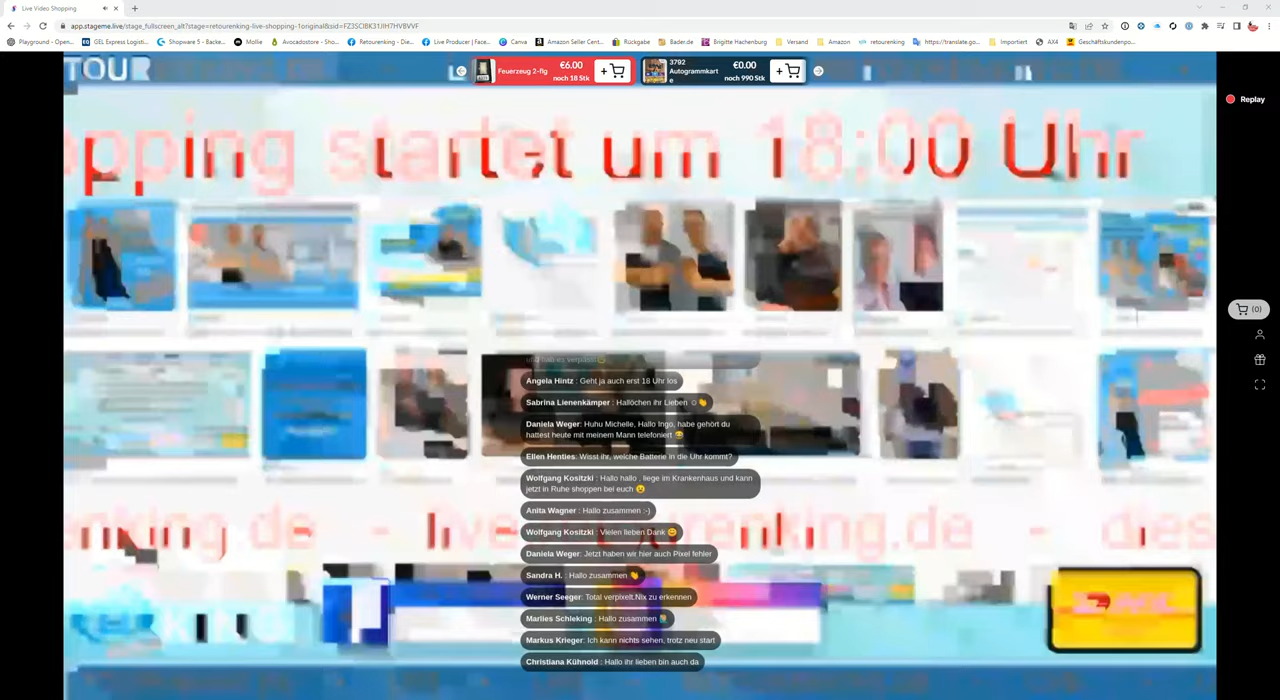 Live Video Shopping
app.stageme.live/stage_fullscreen_alt?stage=retourenking-live-shopping-1original&sid=FZ3SCIBK31JIH7HVBVVF
Playground - Open...
GEL Express Logisti...
Shopware 5 - Backe...
Mollie
Avocadostore - Sho...
Retourenking - Die...
Live Producer | Face...
Canva
Amazon Seller Cent...
Rückgabe
Bader.de
Brigitte Hachenburg
Versand
Amazon
retourenking
https://translate.go...
Importiert
AX4
Geschäftskundenpo...
TOUR
Feuerzeug 2-flg
€6.00
noch 18 Stk
3792
Autogrammkart
e
€0.00
noch 990 Stk
Replay
opping startet um 18:00 Uhr
(0)
und hab es verpasst
Angela Hintz : Geht ja auch erst 18 Uhr los
Sabrina Lienenkämper : Hallöchen ihr Lieben ☺👋
Daniela Weger: Huhu Michelle, Hallo Ingo, habe gehört du
hattest heute mit meinem Mann telefoniert 😂
Ellen Henties: Wisst ihr, welche Batterie in die Uhr kommt?
Wolfgang Kositzki : Hallo hallo . liege im Krankenhaus und kann
jetzt in Ruhe shoppen bei euch 😉
Anita Wagner : Hallo zusammen :-)
Wolfgang Kositzki : Vielen lieben Dank 😊
Daniela Weger: Jetzt haben wir hier auch Pixel fehler
Sandra H. : Hallo zusammen 👋
Werner Seeger: Total verpixelt.Nix zu erkennen
Marlies Schleking : Hallo zusammen 🙋
Markus Krieger: Ich kann nichts sehen, trotz neu start
Christiana Kühnold : Hallo ihr lieben bin auch da
DHL